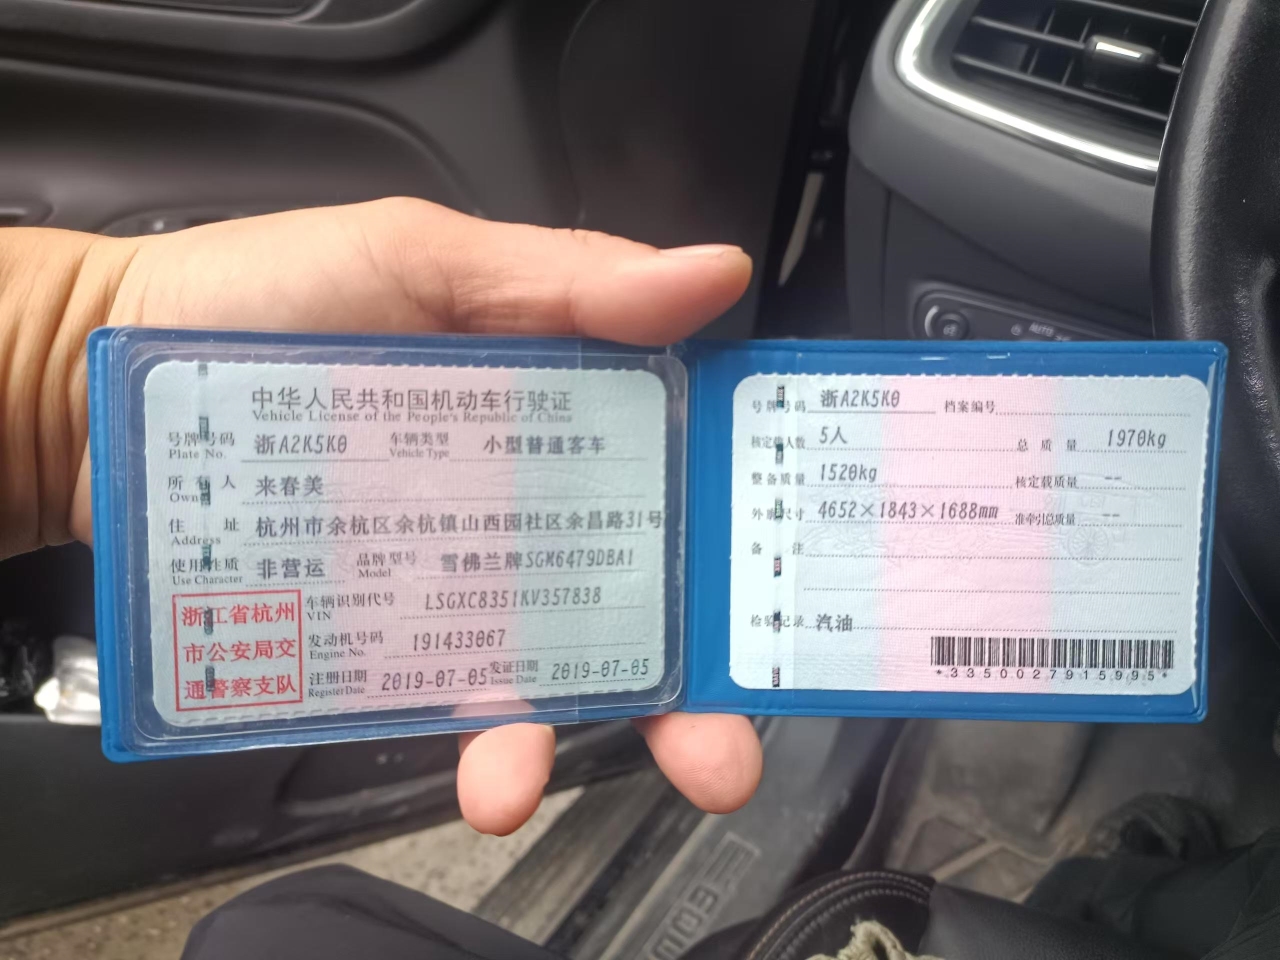 中华人民共和国机动车行驶证
Vehicle License of the People's Republic of China
号牌号码 浙A2K5K0 车辆类型 小型普通客车
Plate No. Vehicle Type
所有人 来春美
Owner
住址 杭州市余杭区余杭镇山西园社区余昌路31号
Address
使用性质 非营运 品牌型号 雪佛兰牌SGM6479DBA1
Use Character Model
车辆识别代号 LSGXC8351KV357838
VIN
发动机号码 191433067
Engine No.
注册日期 2019-07-05 发证日期 2019-07-05
Register Date Issue Date
浙江省杭州
市公安局交
通警察支队
号牌号码 浙A2K5K0 档案编号
核定载人数 5人 总质量 1970kg
整备质量 1520kg 核定载质量 --
外廓尺寸 4652×1843×1688mm 准牵引总质量 --
备注
检验记录 汽油
*3350027915995*
AUTO